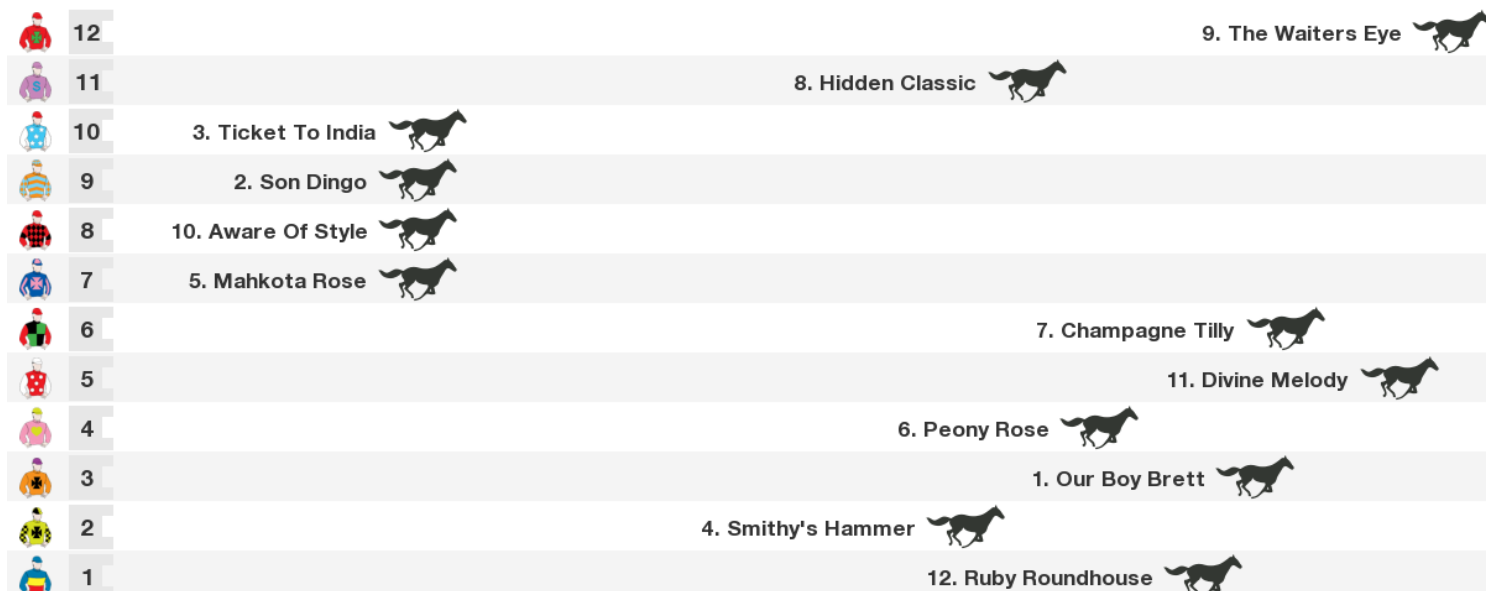 12 9. The Waiters Eye
11 8. Hidden Classic
10 3. Ticket To India
9 2. Son Dingo
8 10. Aware Of Style
7 5. Mahkota Rose
6 7. Champagne Tilly
5 11. Divine Melody
4 6. Peony Rose
3 1. Our Boy Brett
2 4. Smithy's Hammer
S
1 12. Ruby Roundhouse